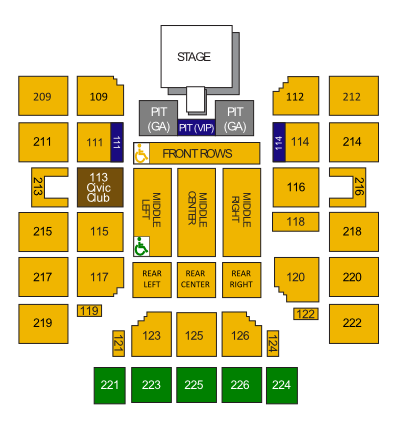 STAGE
209
109
PIT
(GA)
PIT (VIP)
PIT
(GA)
112
212
211
111
111
FRONT ROWS
114
114
214
213
113
Civic
Club
MIDDLE
LEFT
MIDDLE
CENTER
MIDDLE
RIGHT
116
216
215
115
118
218
217
117
REAR
LEFT
REAR
CENTER
REAR
RIGHT
120
220
219
119
121
123
125
126
124
122
222
221
223
225
226
224